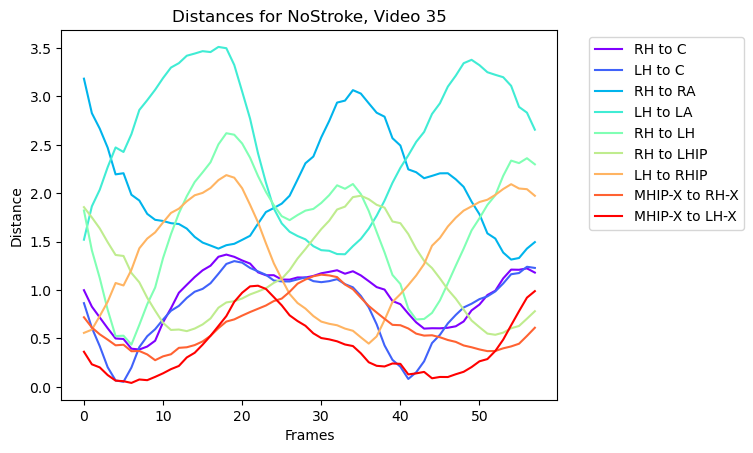 Distances for NoStroke, Video 35
3.5
3.0
2.5
2.0
1.5
1.0
0.5
0.0
Distance
0 10 20 30 40 50
Frames
RH to C
LH to C
RH to RA
LH to LA
RH to LH
RH to LHIP
LH to RHIP
MHIP-X to RH-X
MHIP-X to LH-X